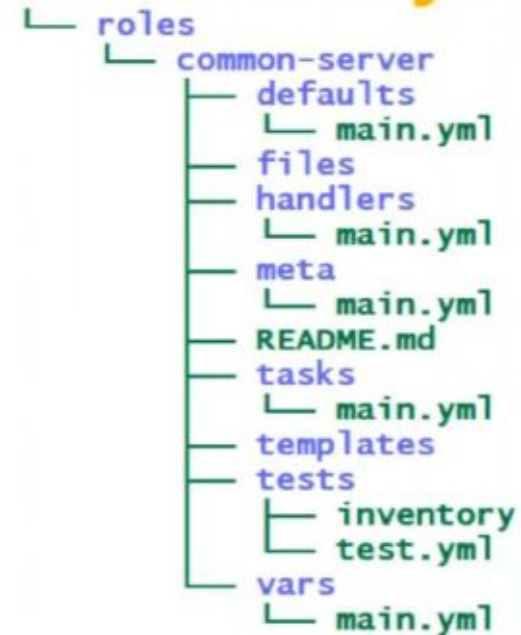 └── roles
    └── common-server
        ├── defaults
        │   └── main.yml
        ├── files
        ├── handlers
        │   └── main.yml
        ├── meta
        │   └── main.yml
        ├── README.md
        ├── tasks
        │   └── main.yml
        ├── templates
        ├── tests
        │   ├── inventory
        │   └── test.yml
        └── vars
            └── main.yml